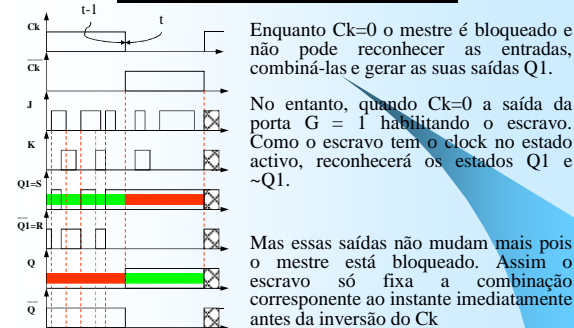 t-1
t
Ck
Ck
J
K
Q1=S
Q1=R
Q
Q
Enquanto Ck=0 o mestre é bloqueado e
não pode reconhecer as entradas,
combiná-las e gerar as suas saídas Q1.
No entanto, quando Ck=0 a saída da
porta G = 1 habilitando o escravo.
Como o escravo tem o clock no estado
activo, reconhecerá os estados Q1 e
~Q1.
Mas essas saídas não mudam mais pois
o mestre está bloqueado. Assim o
escravo só fixa a combinação
corresponente ao instante imediatamente
antes da inversão do Ck